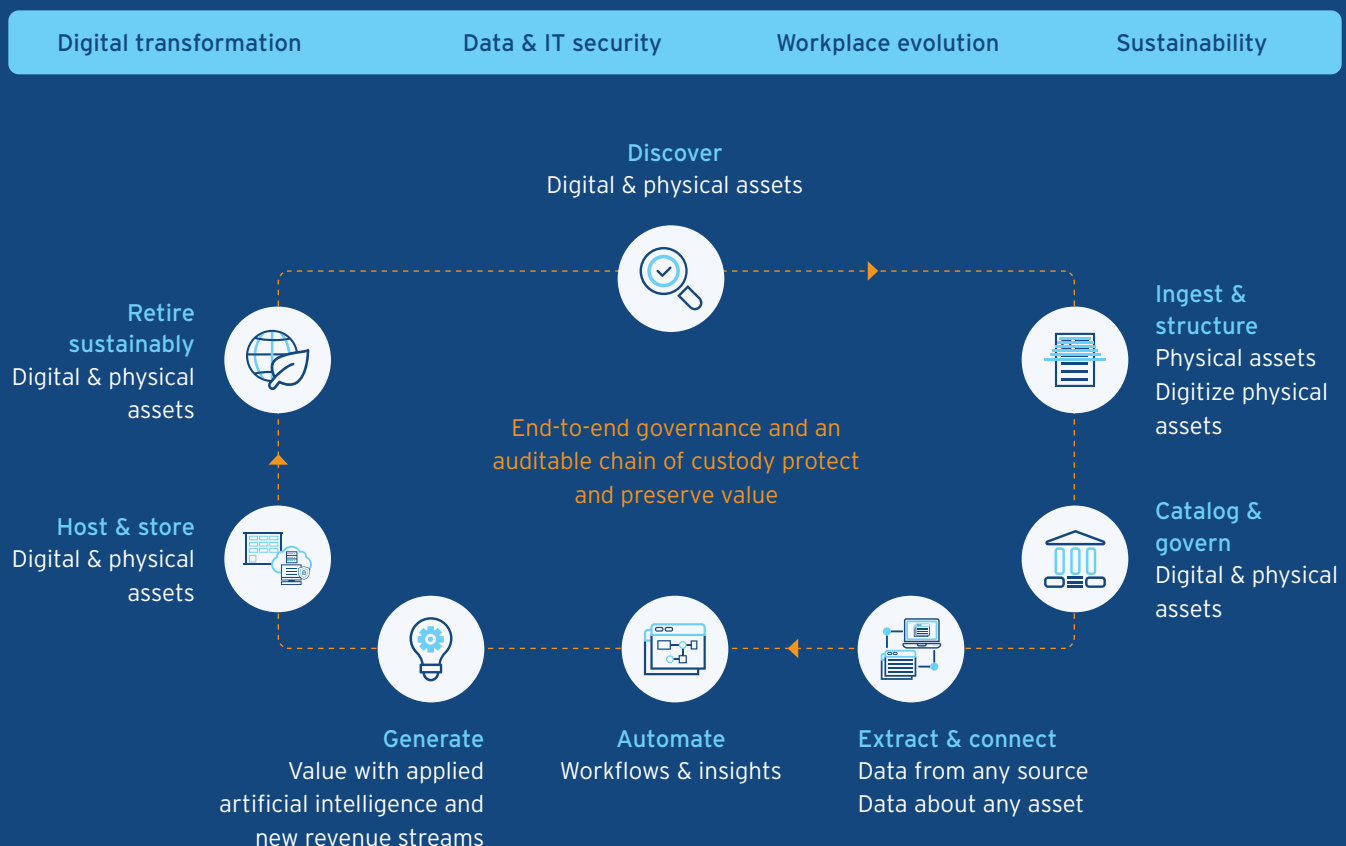 Digital transformation
Data & IT security
Workplace evolution
Sustainability
Discover
Digital & physical assets
Ingest &
structure
Physical assets
Digitize physical
assets
Catalog &
govern
Digital & physical
assets
Extract & connect
Data from any source
Data about any asset
Automate
Workflows & insights
Generate
Value with applied
artificial intelligence and
new revenue streams
Host & store
Digital & physical
assets
Retire
sustainably
Digital & physical
assets
End-to-end governance and an
auditable chain of custody protect
and preserve value